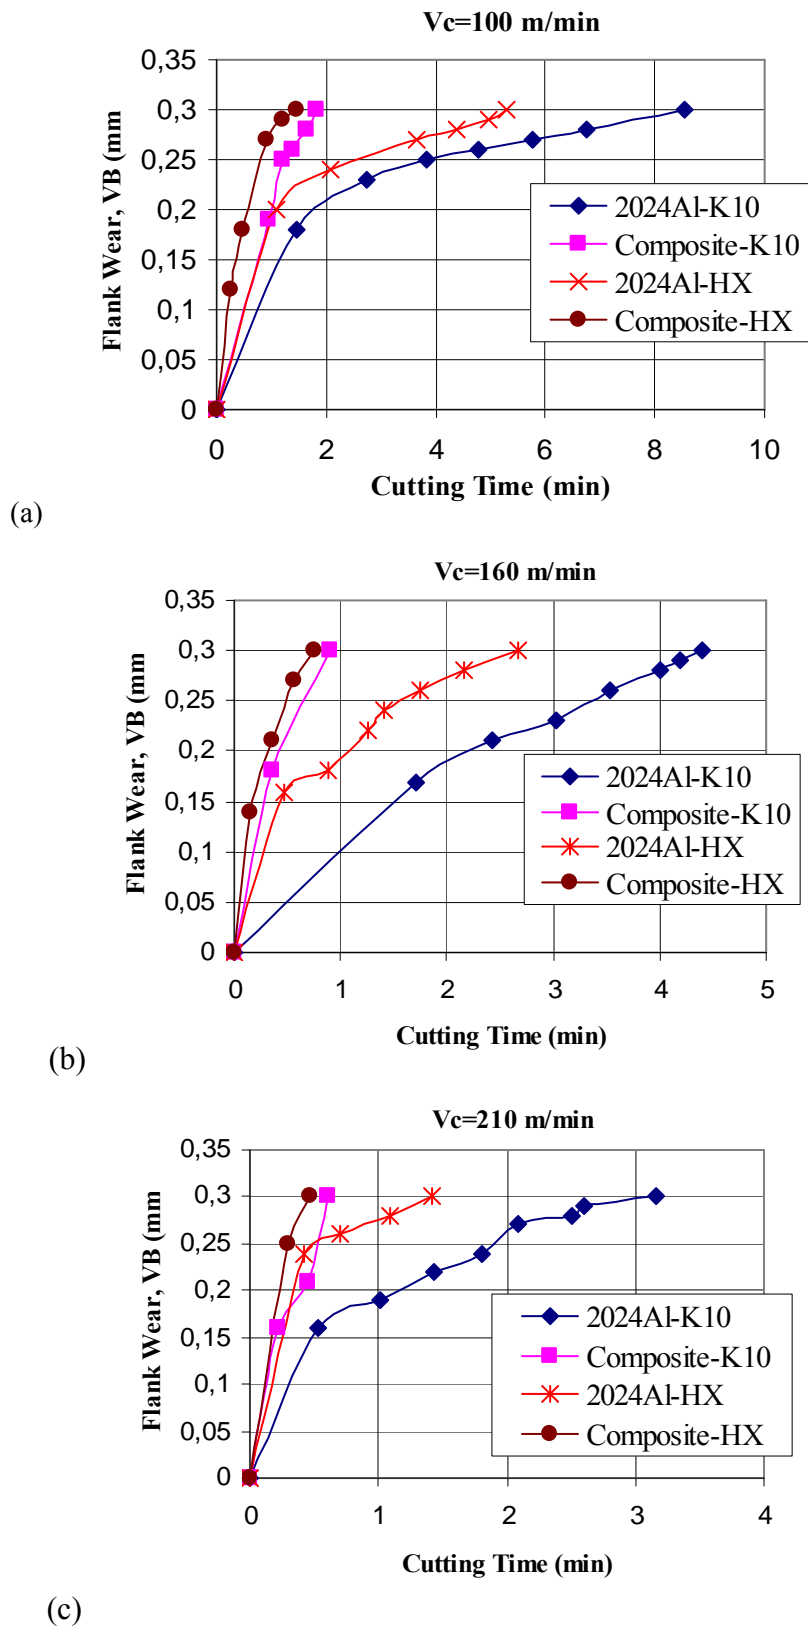 Vc=100 m/min
0,35
0,3
0,25
0,2
0,15
0,1
0,05
0
Flank Wear, VB (mm
2024Al-K10
Composite-K10
2024Al-HX
Composite-HX
0 2 4 6 8 10
Cutting Time (min)
(a)
Vc=160 m/min
0,35
0,3
0,25
0,2
0,15
0,1
0,05
0
Flank Wear, VB (mm
2024Al-K10
Composite-K10
2024Al-HX
Composite-HX
0 1 2 3 4 5
Cutting Time (min)
(b)
Vc=210 m/min
0,35
0,3
0,25
0,2
0,15
0,1
0,05
0
Flank Wear, VB (mm
2024Al-K10
Composite-K10
2024Al-HX
Composite-HX
0 1 2 3 4
Cutting Time (min)
(c)